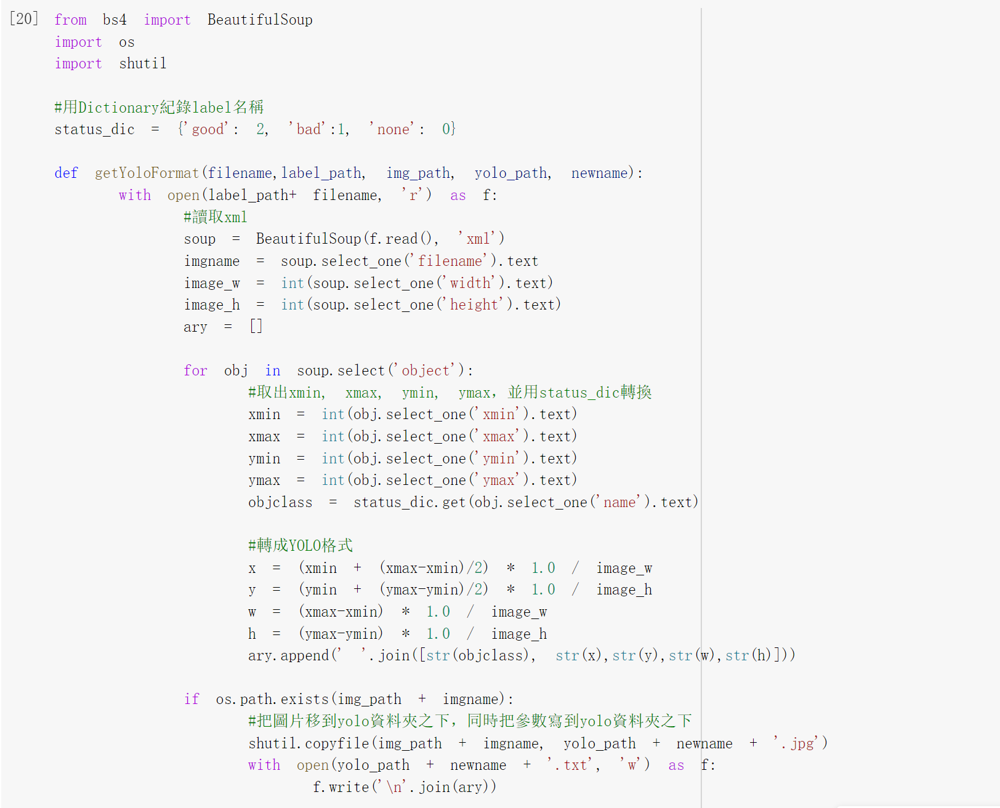 [20] from bs4 import BeautifulSoup
import os
import shutil

#用Dictionary紀錄label名稱
status_dic = {'good': 2, 'bad':1, 'none': 0}

def getYoloFormat(filename,label_path, img_path, yolo_path, newname):
    with open(label_path+ filename, 'r') as f:
        #讀取xml
        soup = BeautifulSoup(f.read(), 'xml')
        imgname = soup.select_one('filename').text
        image_w = int(soup.select_one('width').text)
        image_h = int(soup.select_one('height').text)
        ary = []

        for obj in soup.select('object'):
            #取出xmin, xmax, ymin, ymax，並用status_dic轉換
            xmin = int(obj.select_one('xmin').text)
            xmax = int(obj.select_one('xmax').text)
            ymin = int(obj.select_one('ymin').text)
            ymax = int(obj.select_one('ymax').text)
            objclass = status_dic.get(obj.select_one('name').text)

            #轉成YOLO格式
            x = (xmin + (xmax-xmin)/2) * 1.0 / image_w
            y = (ymin + (ymax-ymin)/2) * 1.0 / image_h
            w = (xmax-xmin) * 1.0 / image_w
            h = (ymax-ymin) * 1.0 / image_h
            ary.append(' '.join([str(objclass), str(x),str(y),str(w),str(h)]))

        if os.path.exists(img_path + imgname):
            #把圖片移到yolo資料夾之下，同時把參數寫到yolo資料夾之下
            shutil.copyfile(img_path + imgname, yolo_path + newname + '.jpg')
            with open(yolo_path + newname + '.txt', 'w') as f:
                f.write('\n'.join(ary))